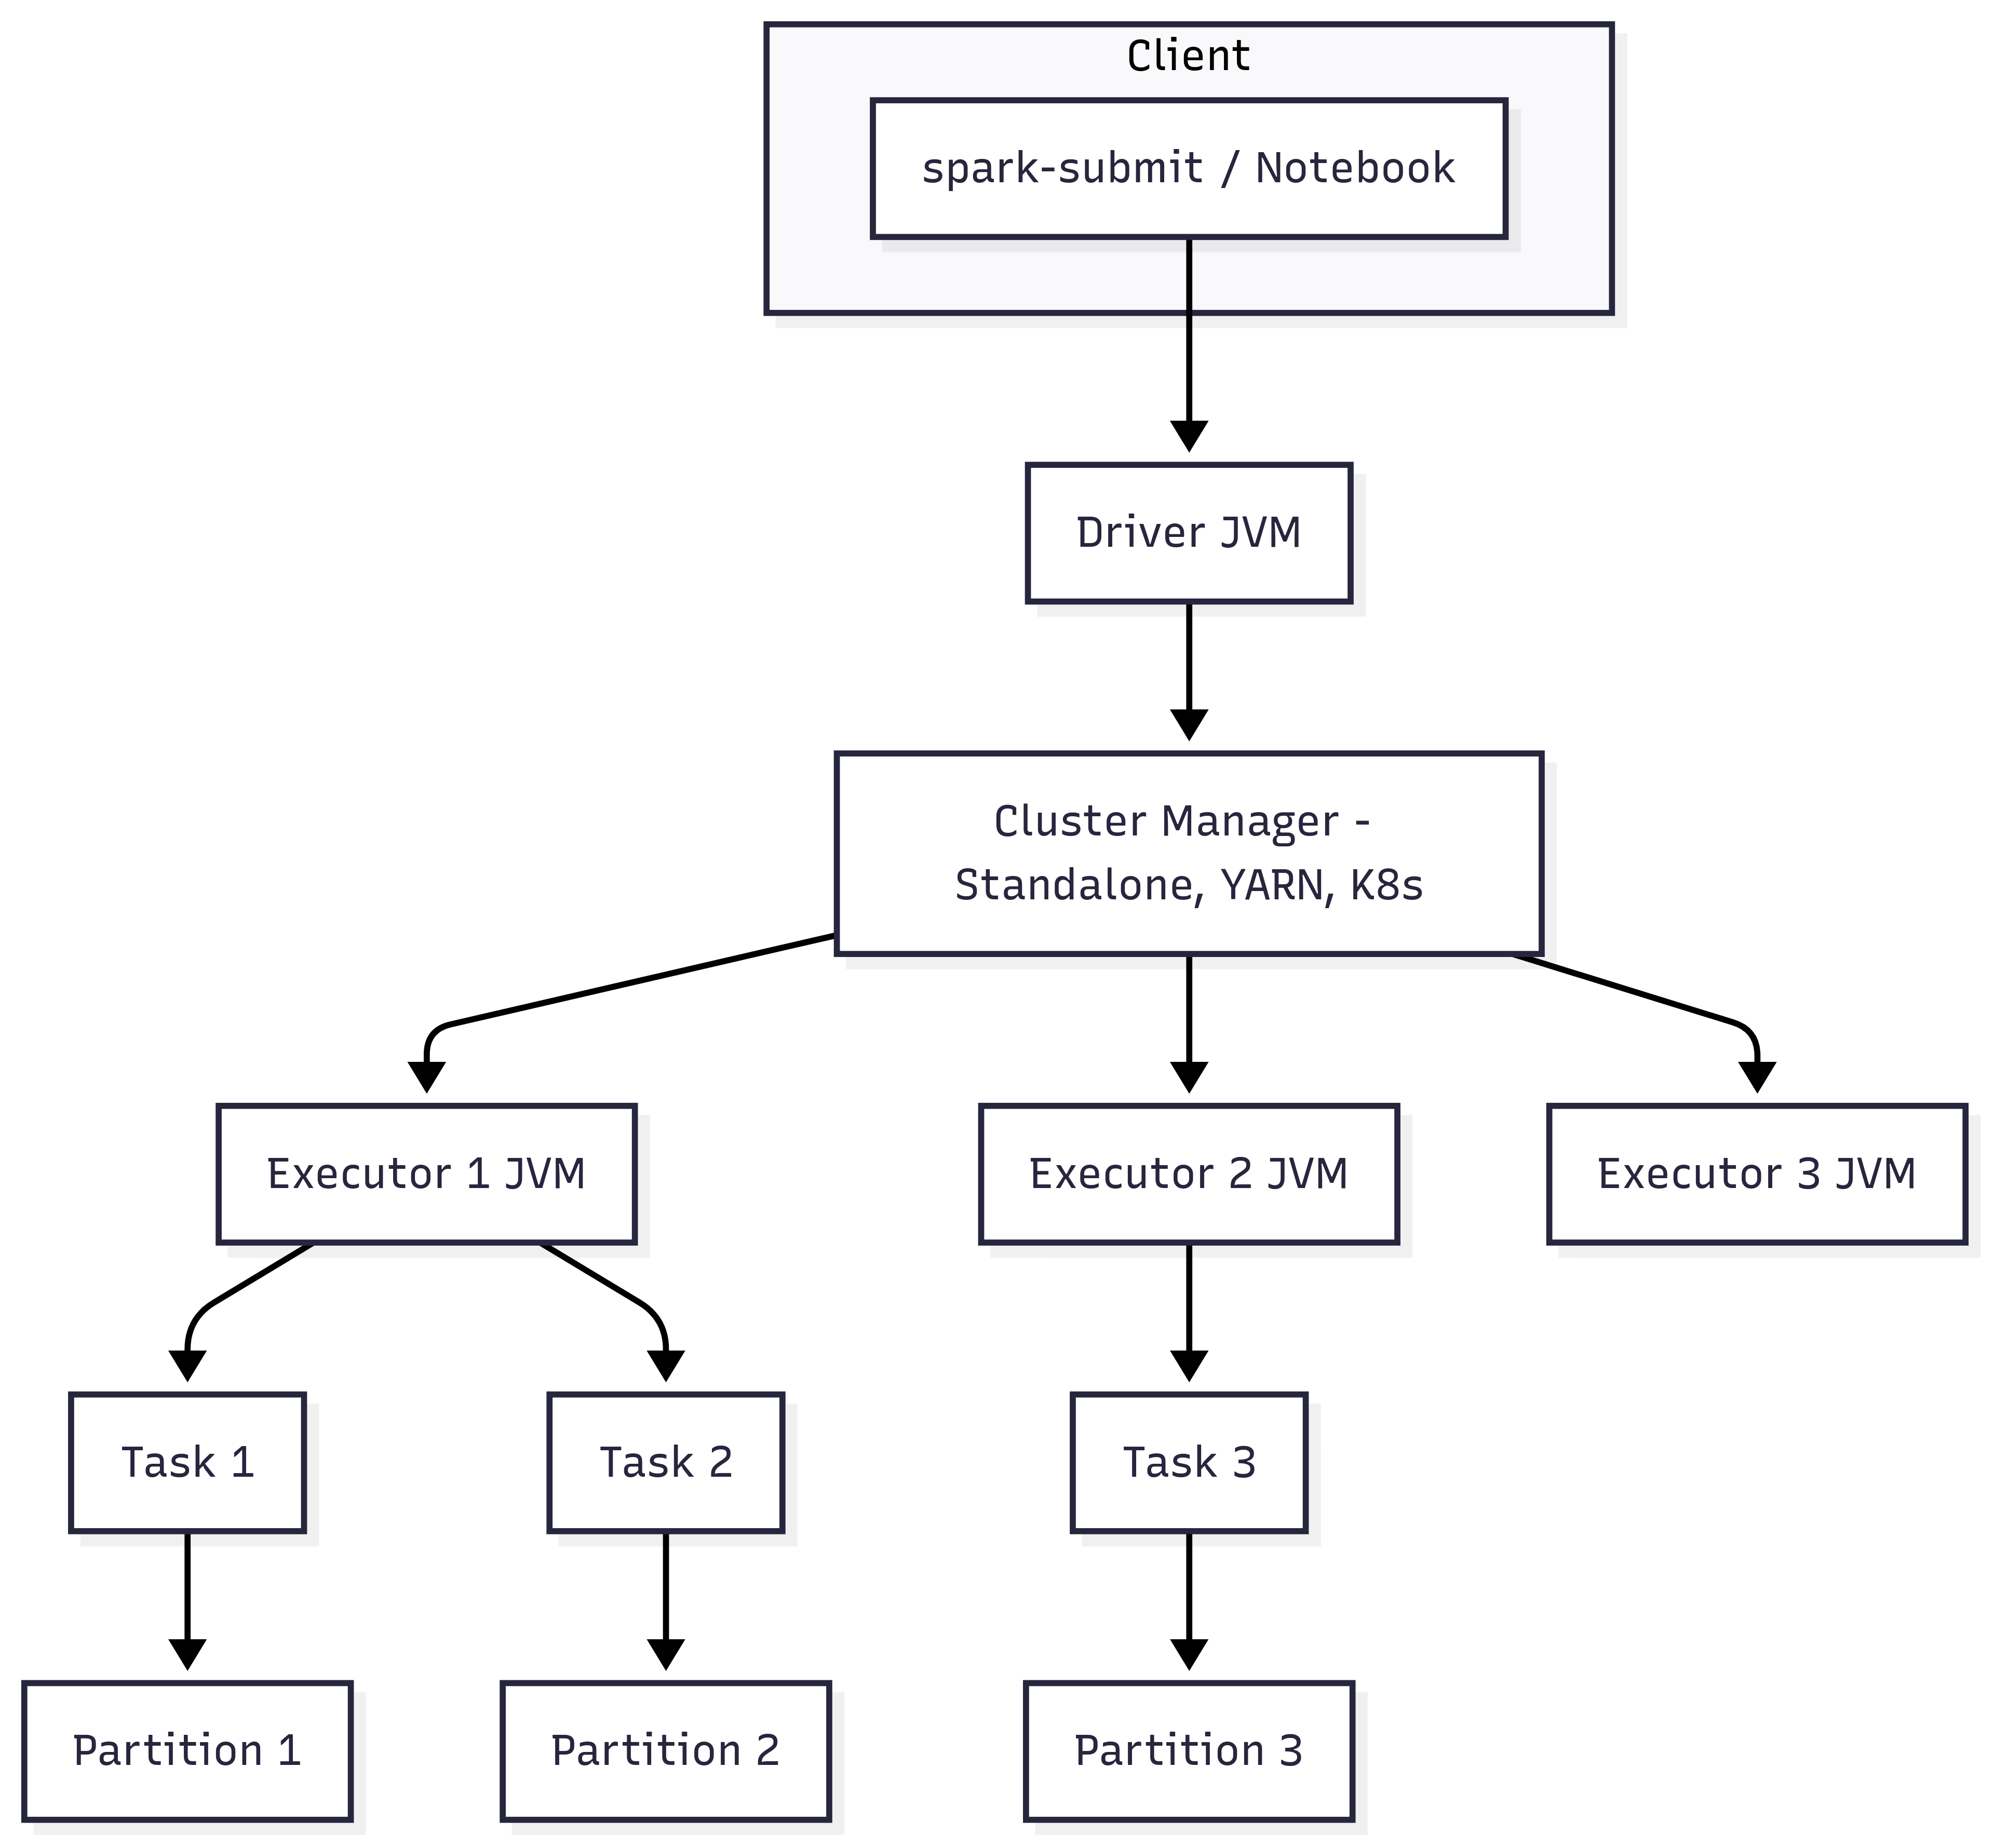 Client
spark-submit / Notebook
Driver JVM
Cluster Manager -
Standalone, YARN, K8s
Executor 1 JVM
Executor 2 JVM
Executor 3 JVM
Task 1
Task 2
Task 3
Partition 1
Partition 2
Partition 3